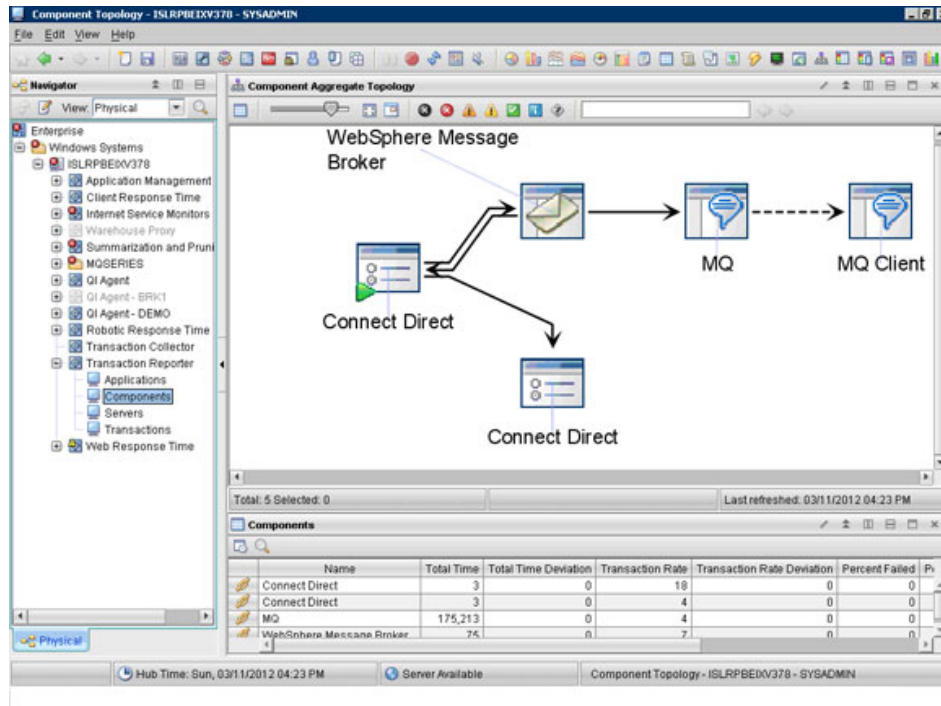 Component Topology - ISLRPBEIXV378 - SYSADMIN
File Edit View Help
Navigator
View: Physical
Enterprise
Windows Systems
ISLRPBEIXV378
Application Management
Client Response Time
Internet Service Monitors
Warehouse Proxy
Summarization and Pruni
MQSERIES
QI Agent
QI Agent - BRK1
QI Agent - DEMO
Robotic Response Time
Transaction Collector
Transaction Reporter
Applications
Components
Servers
Transactions
Web Response Time
Physical
Component Aggregate Topology
WebSphere Message
Broker
MQ
MQ Client
Connect Direct
Connect Direct
Total: 5 Selected: 0
Last refreshed: 03/11/2012 04:23 PM
Components
Name Total Time Total Time Deviation Transaction Rate Transaction Rate Deviation Percent Failed
Connect Direct 3 0 18 0 0
Connect Direct 3 0 4 0 0
MQ 175,213 0 4 0 0
WebSphere Message Broker 75 0 7 0 0
Hub Time: Sun, 03/11/2012 04:23 PM
Server Available
Component Topology - ISLRPBEIXV378 - SYSADMIN